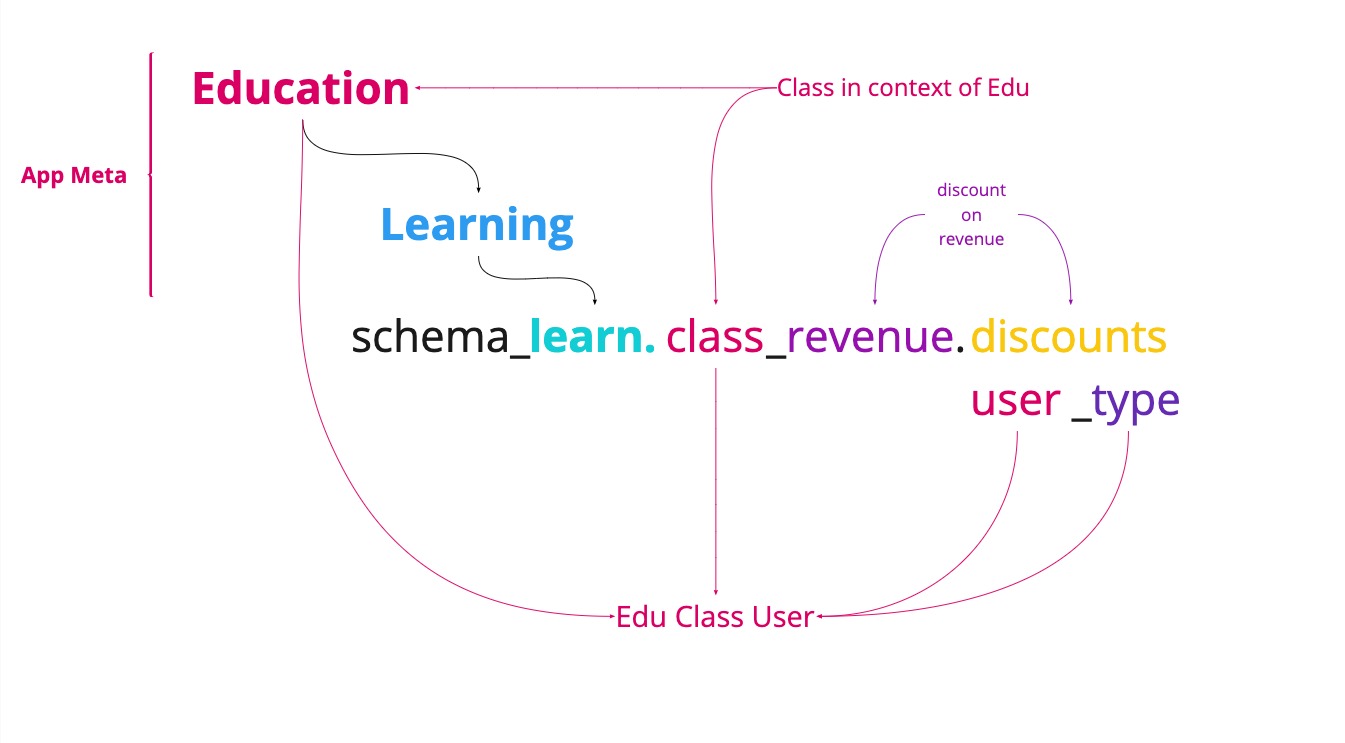 Education
Class in context of Edu
App Meta
discount
on
revenue
Learning
schema_learn. class_revenue.discounts
user _type
Edu Class User